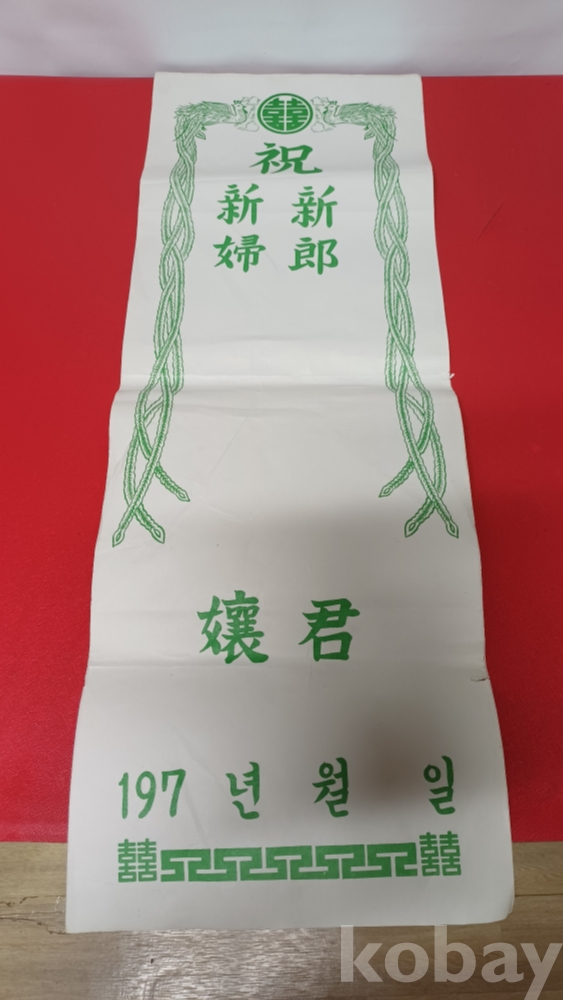 囍
祝
新郎 君
新婦 孃
197 년 월 일
囍 囍
kobay